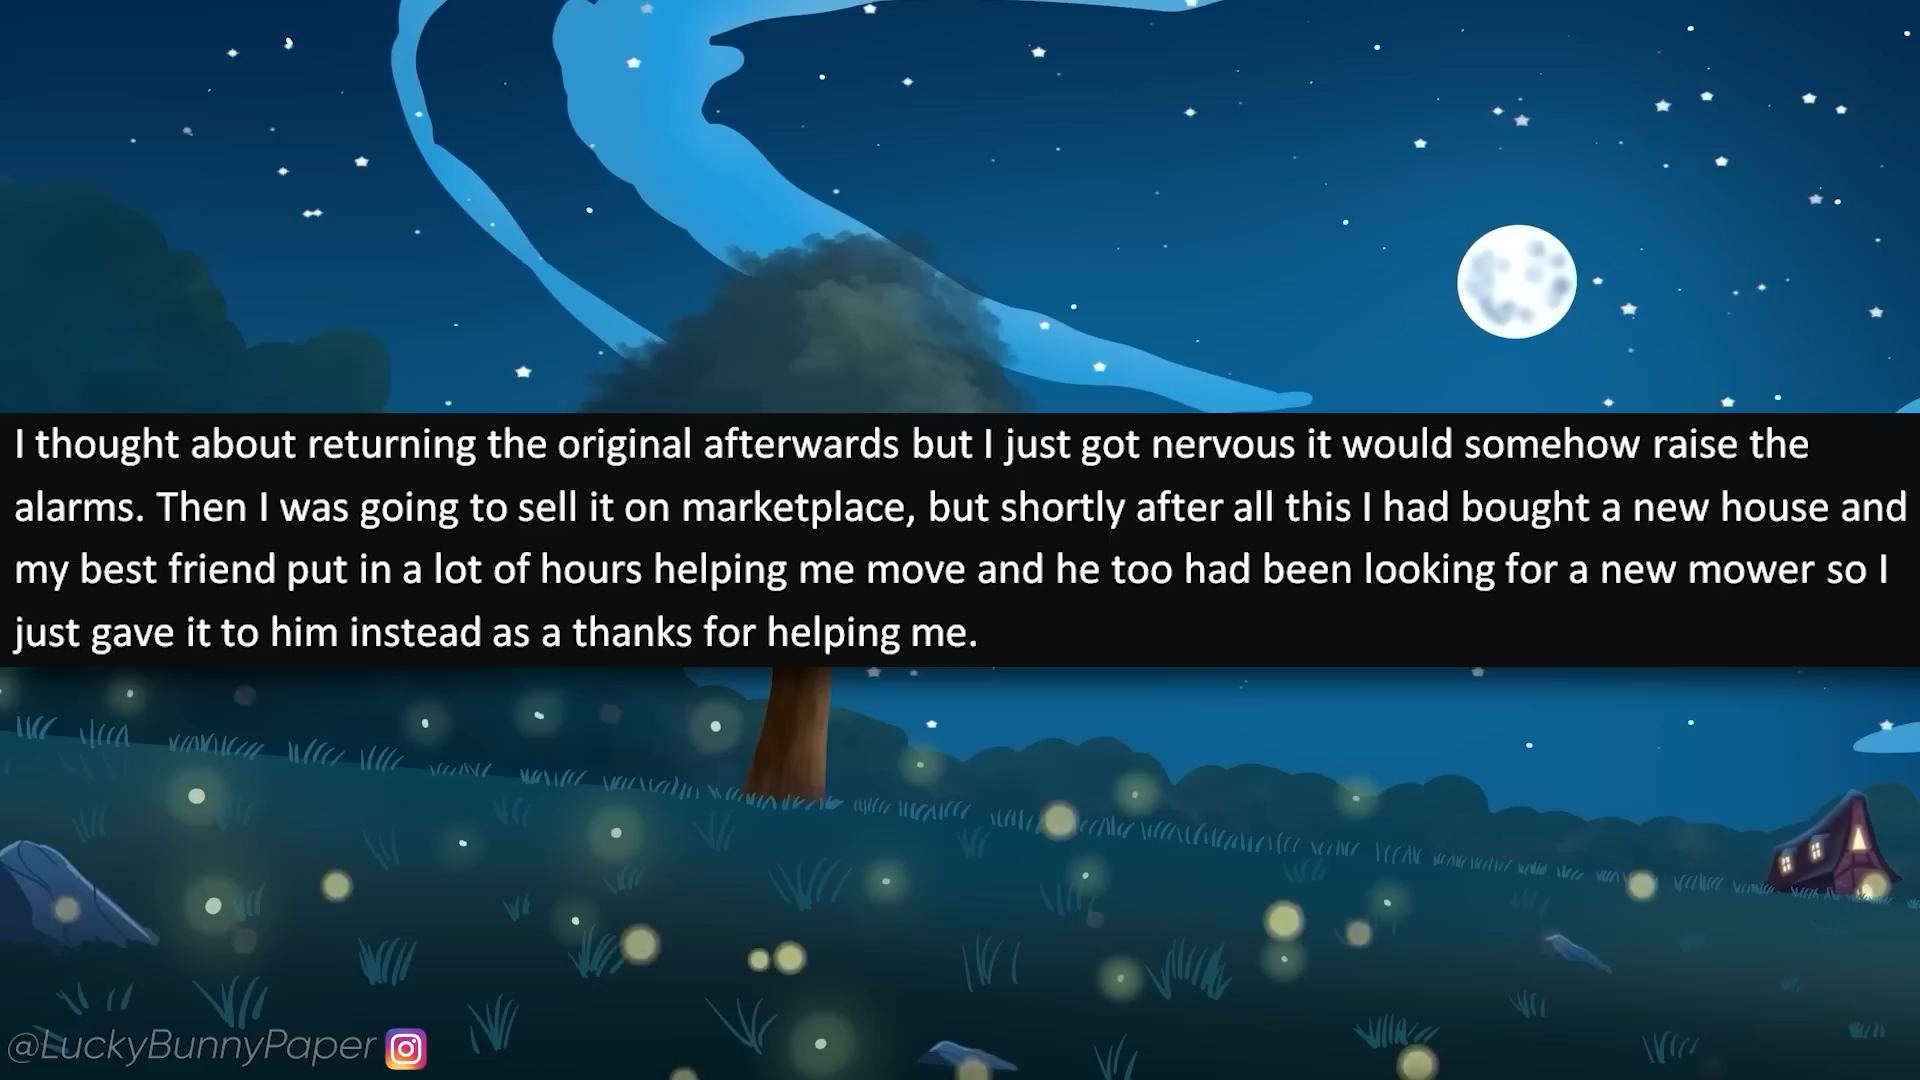 I thought about returning the original afterwards but I just got nervous it would somehow raise the
alarms. Then I was going to sell it on marketplace, but shortly after all this I had bought a new house and
my best friend put in a lot of hours helping me move and he too had been looking for a new mower so I
just gave it to him instead as a thanks for helping me.
@LuckyBunnyPaper